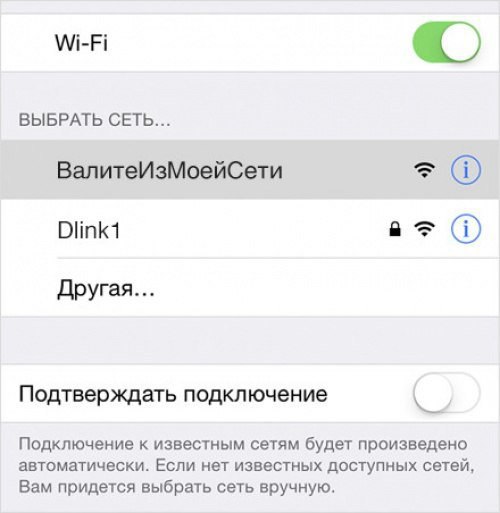 Wi-Fi
ВЫБРАТЬ СЕТЬ...
ВалитеИзМоейСети
Dlink1
Другая...
Подтверждать подключение
Подключение к известным сетям будет произведено
автоматически. Если нет известных доступных сетей,
Вам придется выбрать сеть вручную.